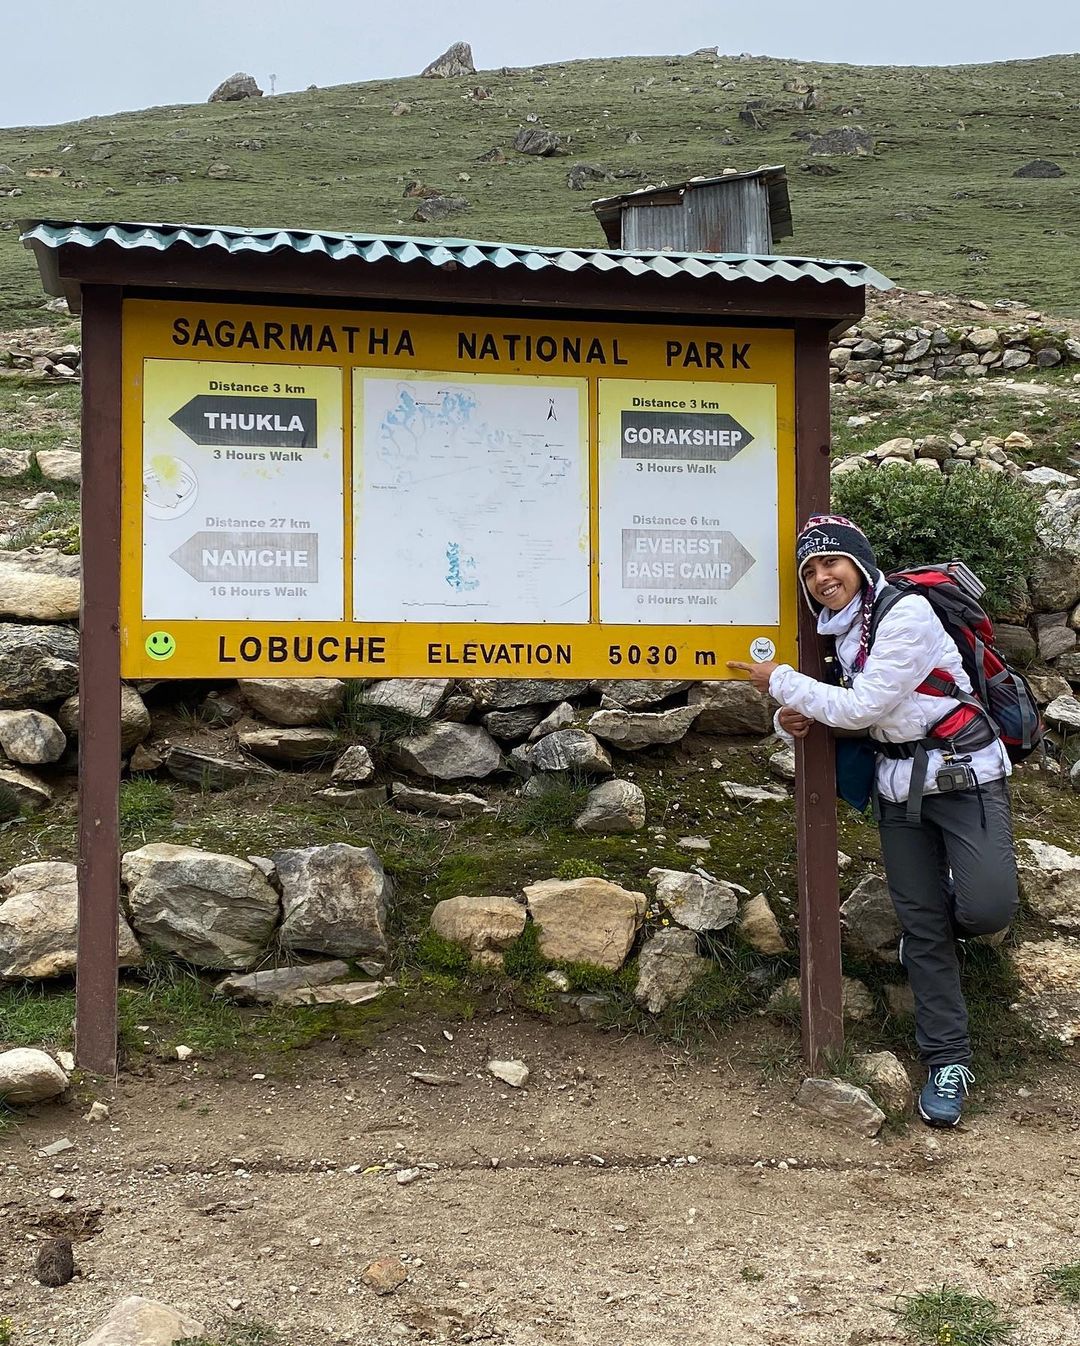 SAGARMATHA NATIONAL PARK
Distance 3 km
THUKLA
3 Hours Walk
Distance 27 km
NAMCHE
16 Hours Walk
N
Distance 3 km
GORAKSHEP
3 Hours Walk
Distance 6 km
EVEREST
BASE CAMP
6 Hours Walk
LOBUCHE ELEVATION 5030 m
B.C.